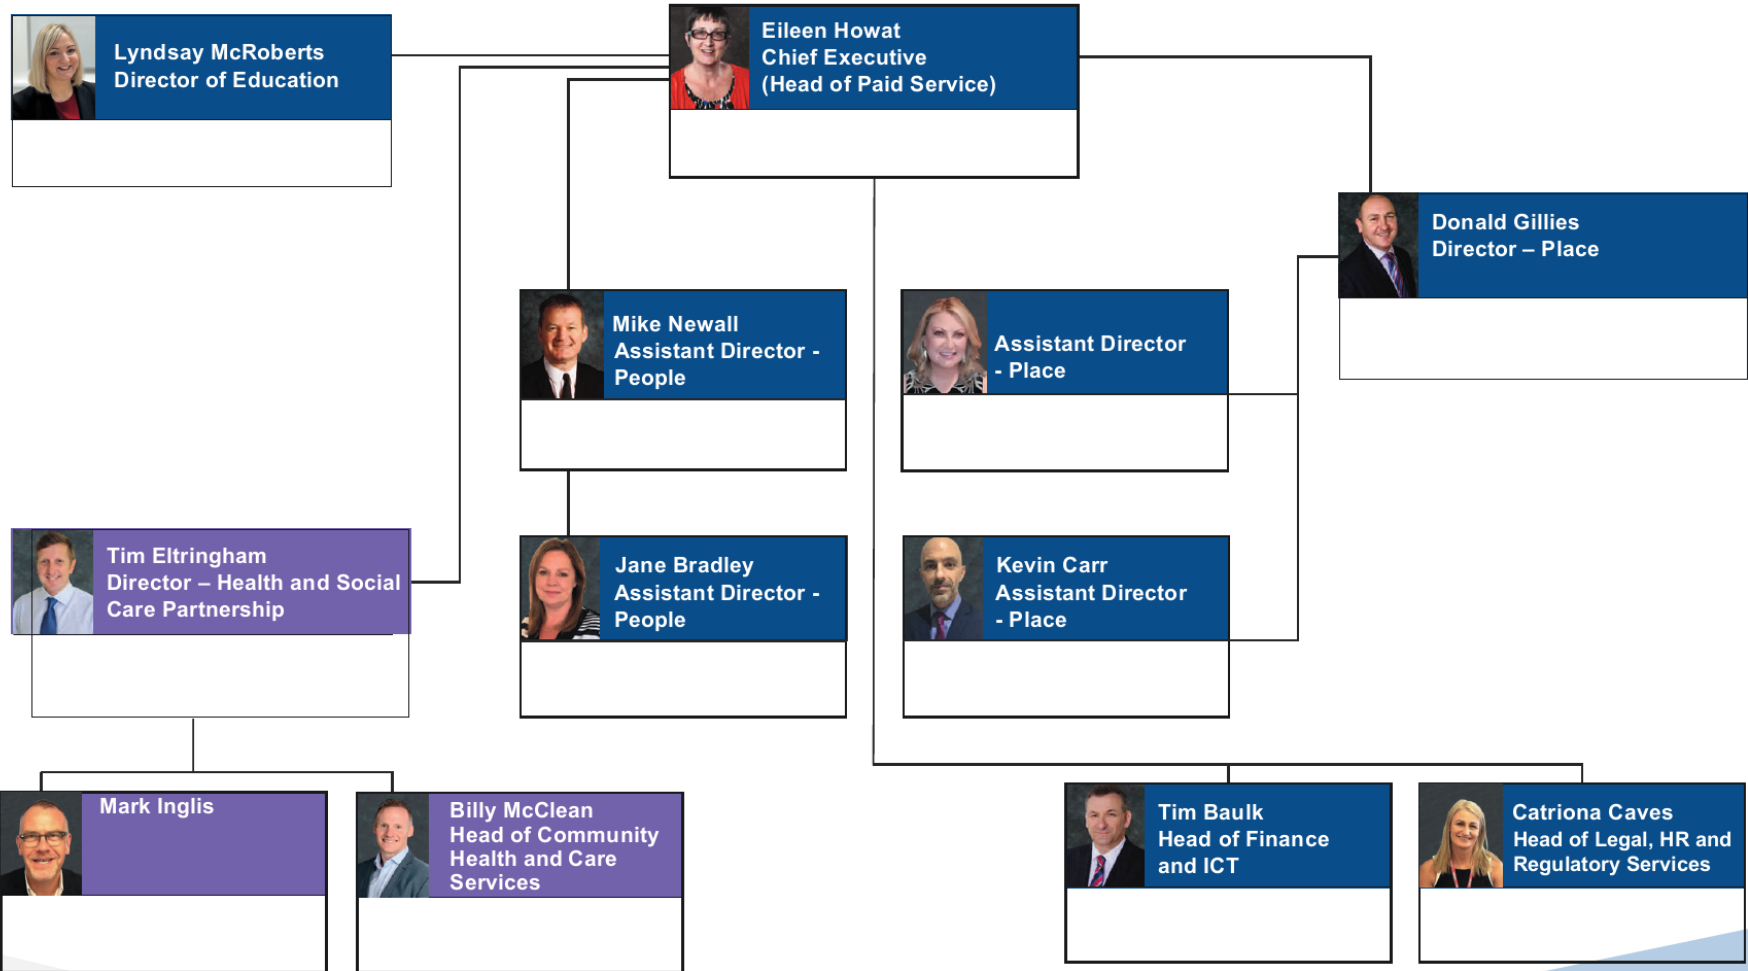 Lyndsay McRoberts
Director of Education
Eileen Howat
Chief Executive
(Head of Paid Service)
Donald Gillies
Director – Place
Mike Newall
Assistant Director -
People
Assistant Director
- Place
Tim Eltringham
Director – Health and Social
Care Partnership
Jane Bradley
Assistant Director -
People
Kevin Carr
Assistant Director
- Place
Mark Inglis
Billy McClean
Head of Community
Health and Care
Services
Tim Baulk
Head of Finance
and ICT
Catriona Caves
Head of Legal, HR and
Regulatory Services